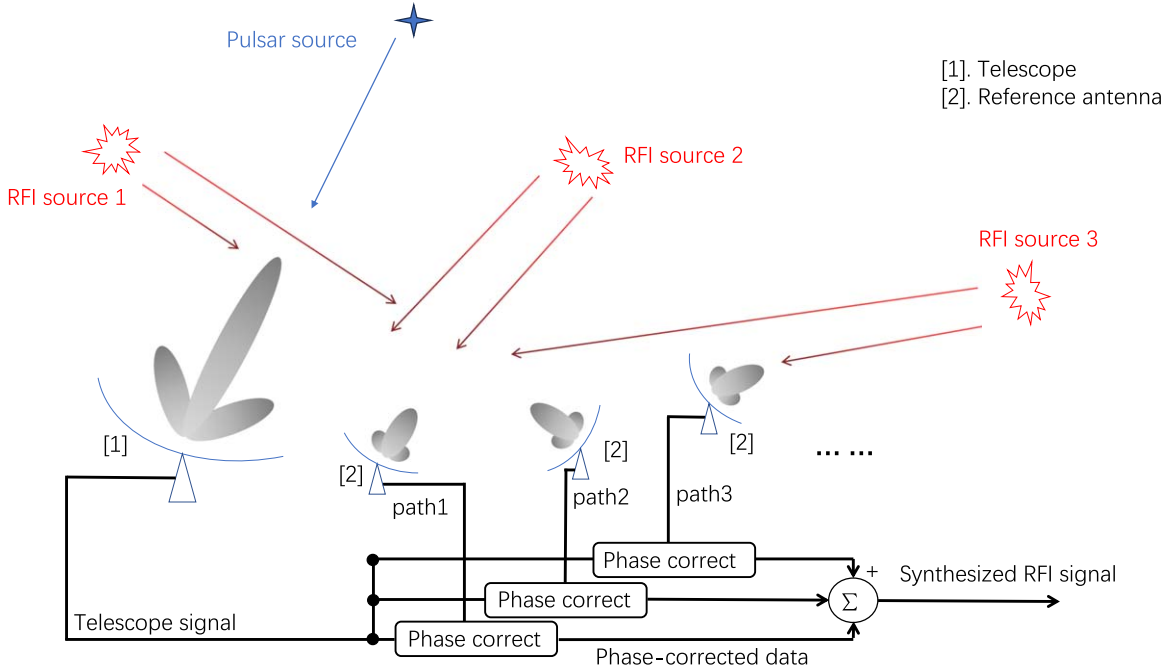 Pulsar source
[1]. Telescope
[2]. Reference antenna
RFI source 1
RFI source 2
RFI source 3
[1]
[2]
[2]
[2]
... ...
path1
path2
path3
Phase correct
+
Synthesized RFI signal
Phase correct
Σ
Telescope signal
Phase correct
Phase-corrected data